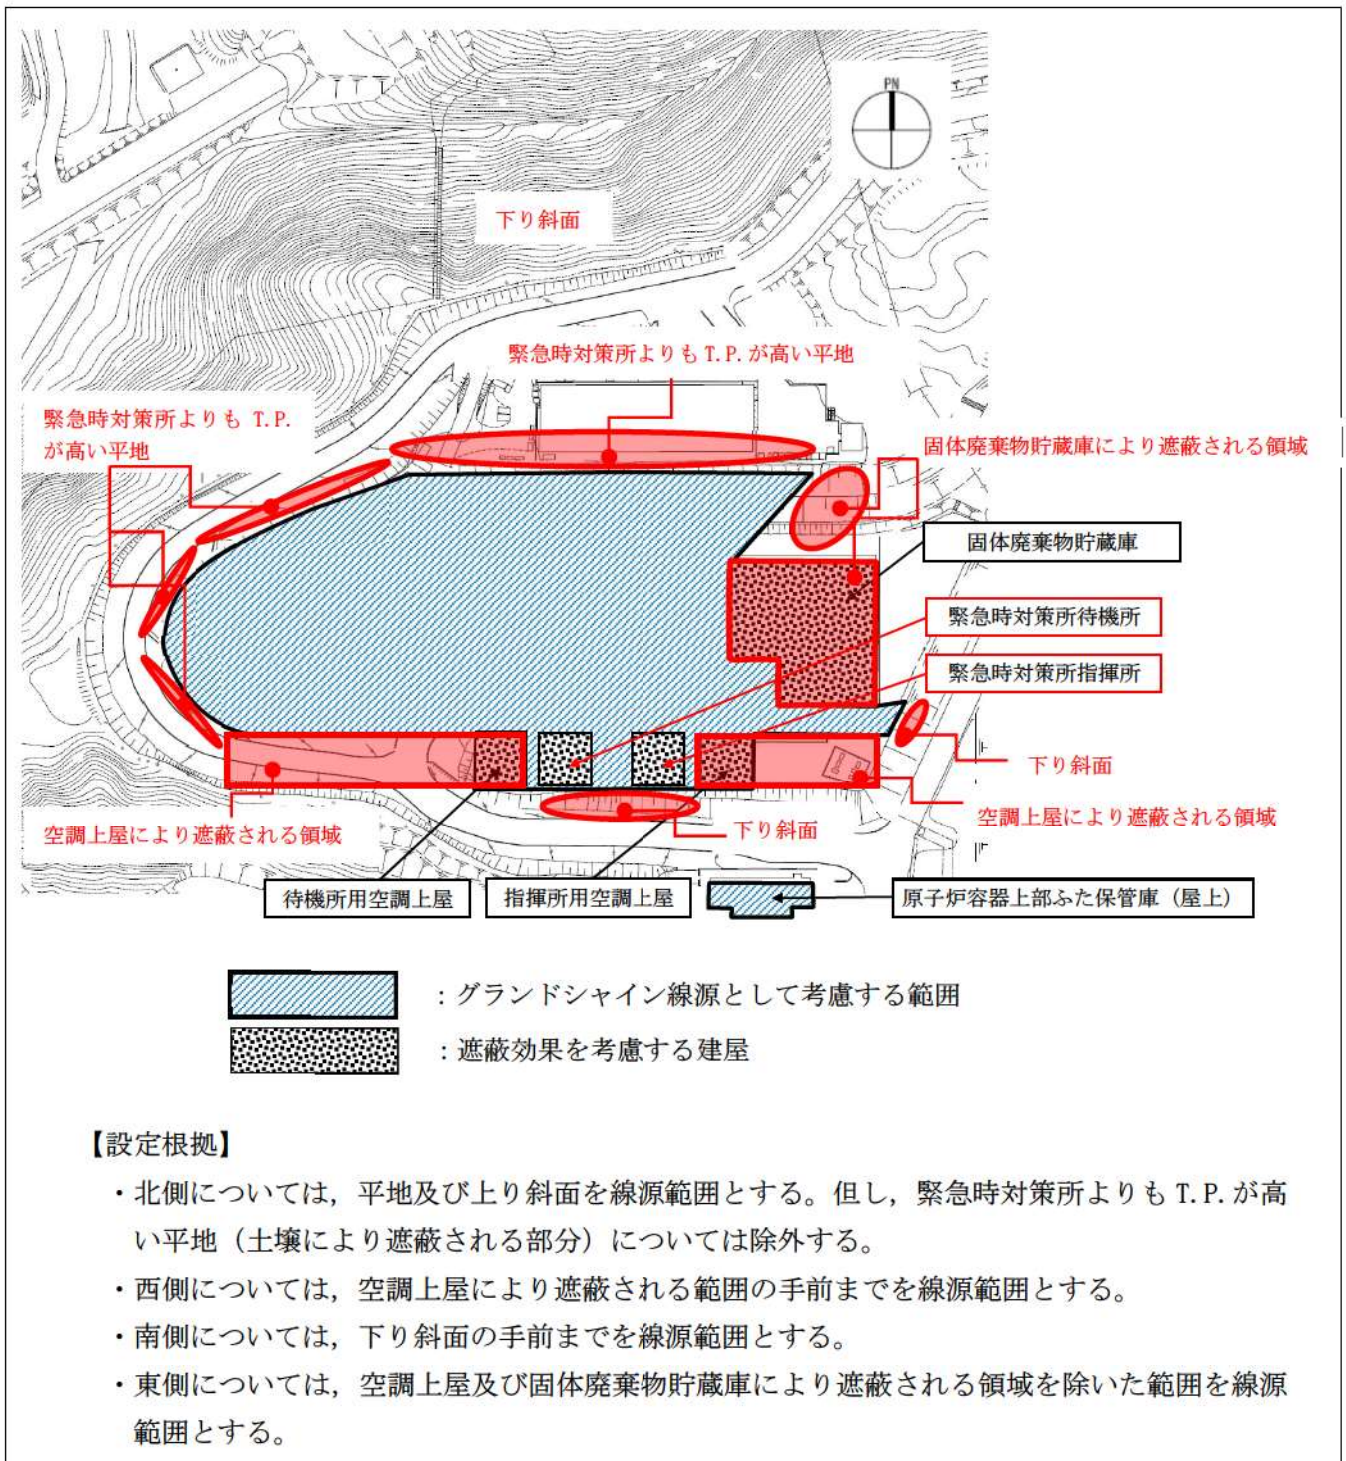 PN
下り斜面
緊急時対策所よりも T.P. が高い平地
緊急時対策所よりも T.P.
が高い平地
固体廃棄物貯蔵庫により遮蔽される領域
固体廃棄物貯蔵庫
緊急時対策所待機所
緊急時対策所指揮所
下り斜面
空調上屋により遮蔽される領域
空調上屋により遮蔽される領域
下り斜面
待機所用空調上屋
指揮所用空調上屋
原子炉容器上部ふた保管庫（屋上）
：グランドシャイン線源として考慮する範囲
：遮蔽効果を考慮する建屋
【設定根拠】
・北側については，平地及び上り斜面を線源範囲とする。但し，緊急時対策所よりも T.P. が高
い平地（土壌により遮蔽される部分）については除外する。
・西側については，空調上屋により遮蔽される範囲の手前までを線源範囲とする。
・南側については，下り斜面の手前までを線源範囲とする。
・東側については，空調上屋及び固体廃棄物貯蔵庫により遮蔽される領域を除いた範囲を線源
範囲とする。